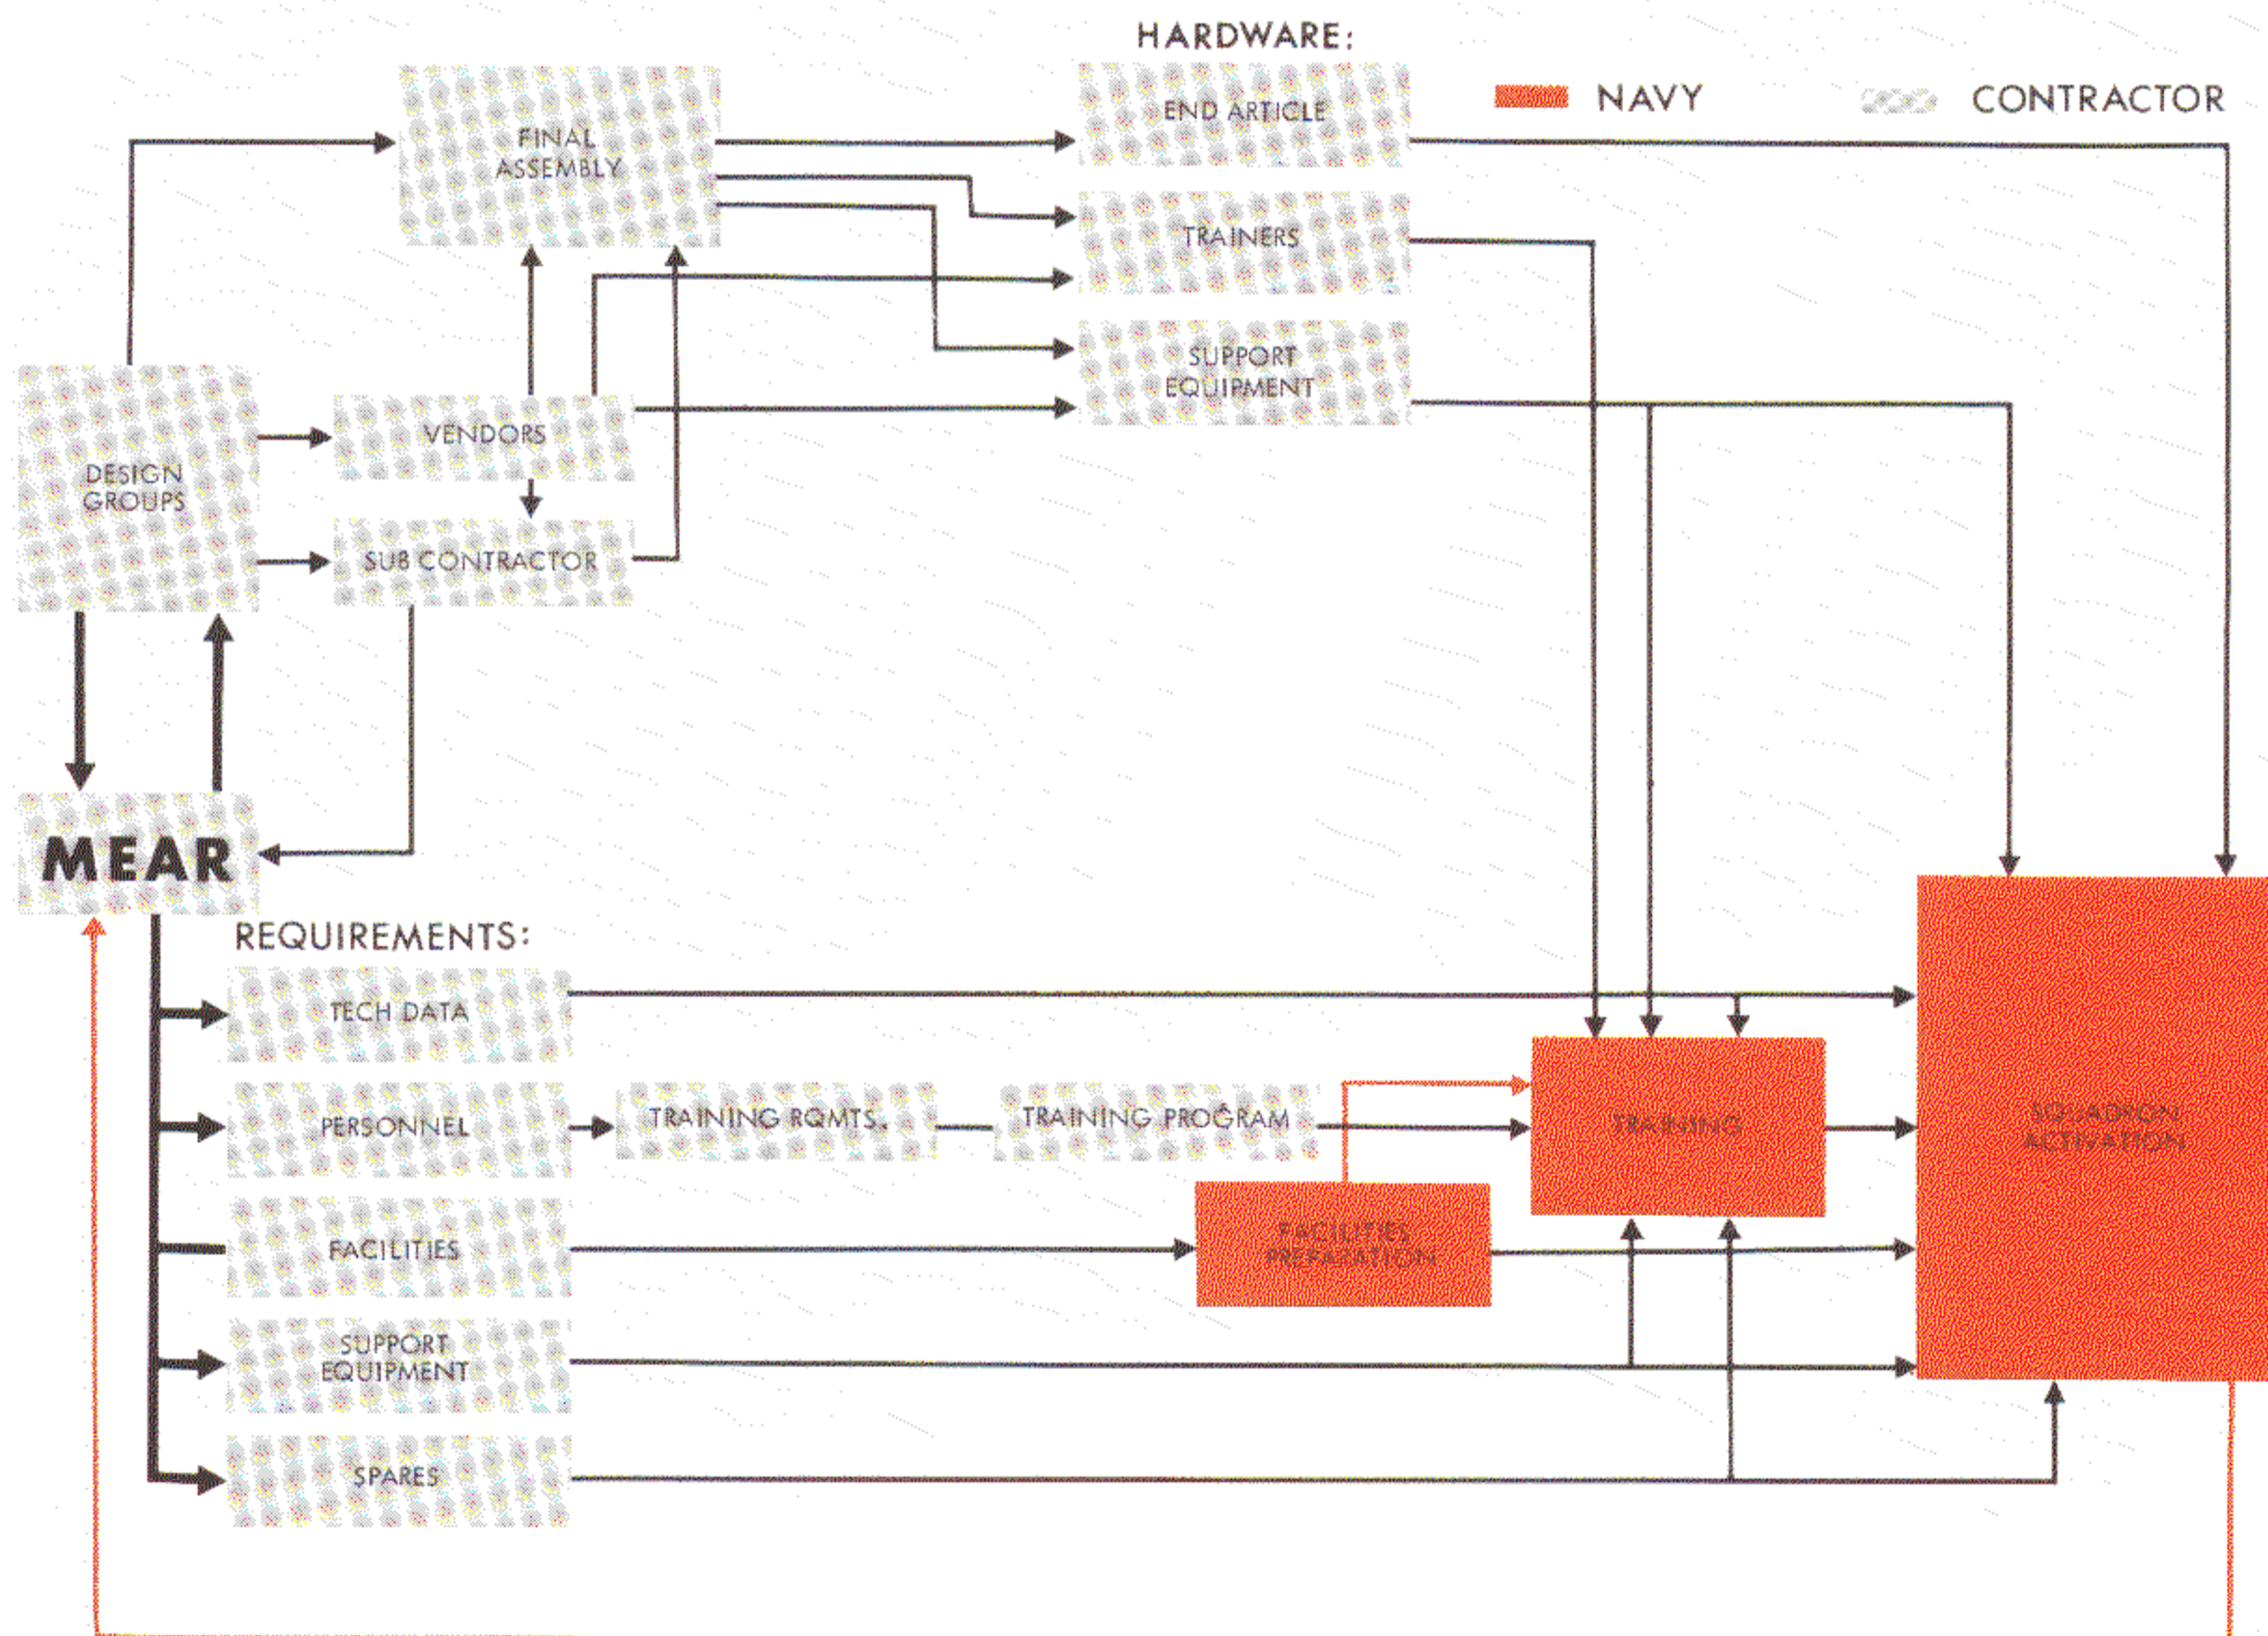 HARDWARE:
NAVY
CONTRACTOR
END ARTICLE
FINAL
ASSEMBLY
TRAINERS
SUPPORT
EQUIPMENT
VENDORS
DESIGN
GROUPS
SUB CONTRACTOR
MEAR
REQUIREMENTS:
TECH DATA
PERSONNEL
TRAINING RQMTS.
TRAINING PROGRAM
TRAINING
SQUADRON
ACTIVATION
FACILITIES
FACILITIES
PREPARATION
SUPPORT
EQUIPMENT
SPARES